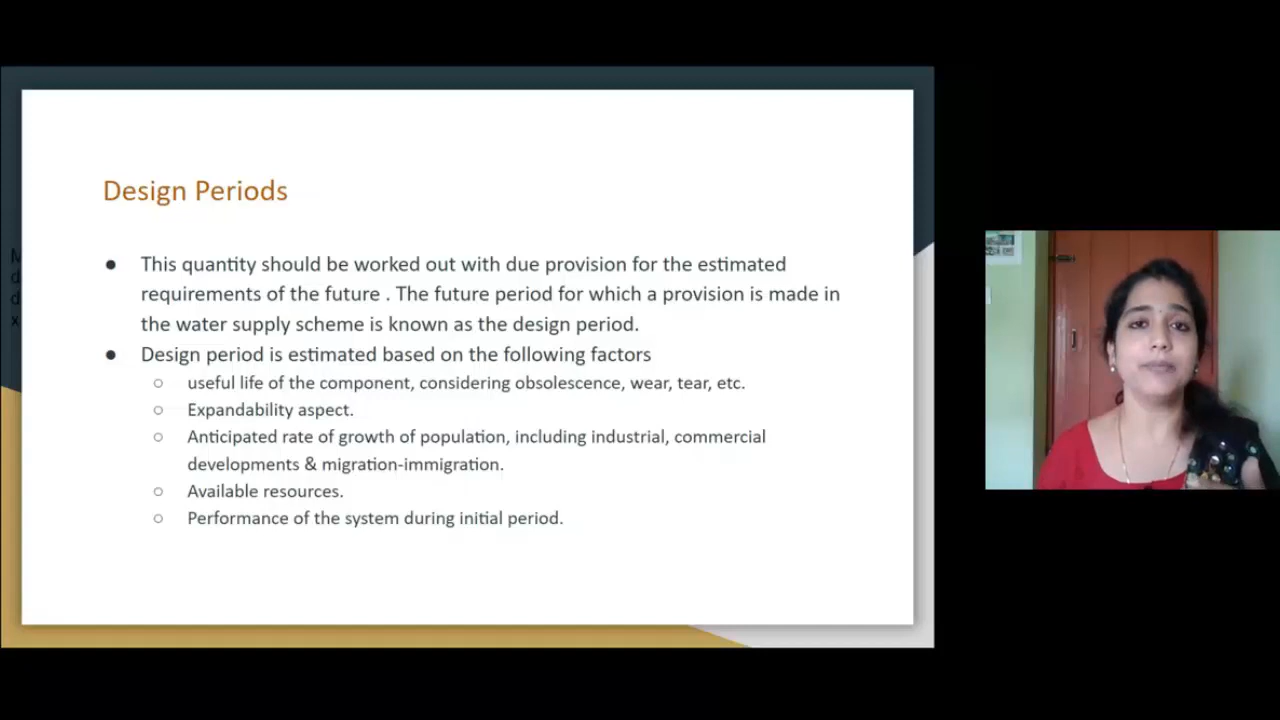 Design Periods
● This quantity should be worked out with due provision for the estimated
requirements of the future . The future period for which a provision is made in
the water supply scheme is known as the design period.
● Design period is estimated based on the following factors
○ useful life of the component, considering obsolescence, wear, tear, etc.
○ Expandability aspect.
○ Anticipated rate of growth of population, including industrial, commercial
developments & migration-immigration.
○ Available resources.
○ Performance of the system during initial period.